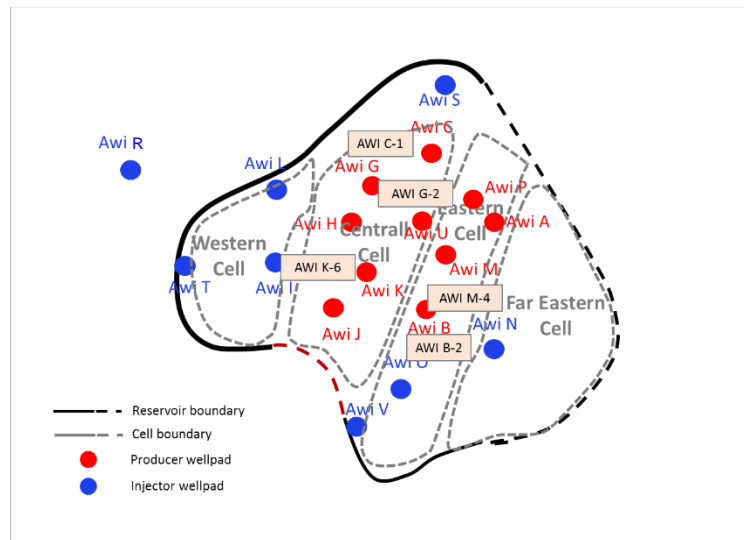 Awi S
Awi R
AWI C-1
Awi C
Awi L
Awi G
AWI G-2
Awi P
Awi H
Awi U
Eastern
Cell
Awi A
Western
Cell
Centrall
Cell
Awi T
Awi I
AWI K-6
Awi K
Awi M
AWI M-4
Far Eastern
Cell
Awi J
Awi B
Awi N
AWI B-2
Awi O
Awi V
Reservoir boundary
Cell boundary
Producer wellpad
Injector wellpad